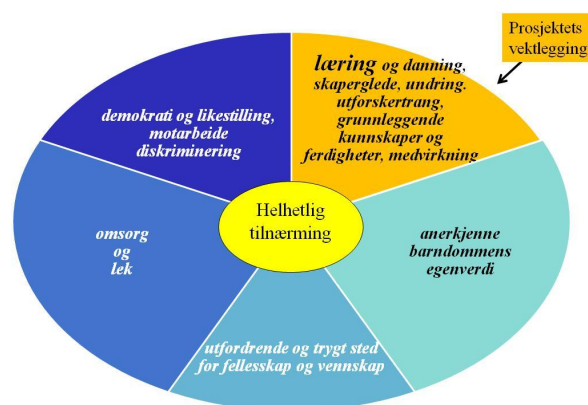 Prosjektets
vektlegging
læring og danning,
skaperglede, undring.
utforskertrang,
grunnleggende
kunnskaper og
ferdigheter, medvirkning
demokrati og likestilling,
motarbeide
diskriminering
Helhetlig
tilnærming
omsorg
og
lek
anerkjenne
barndommens
egenverdi
utfordrende og trygt sted
for fellesskap og vennskap